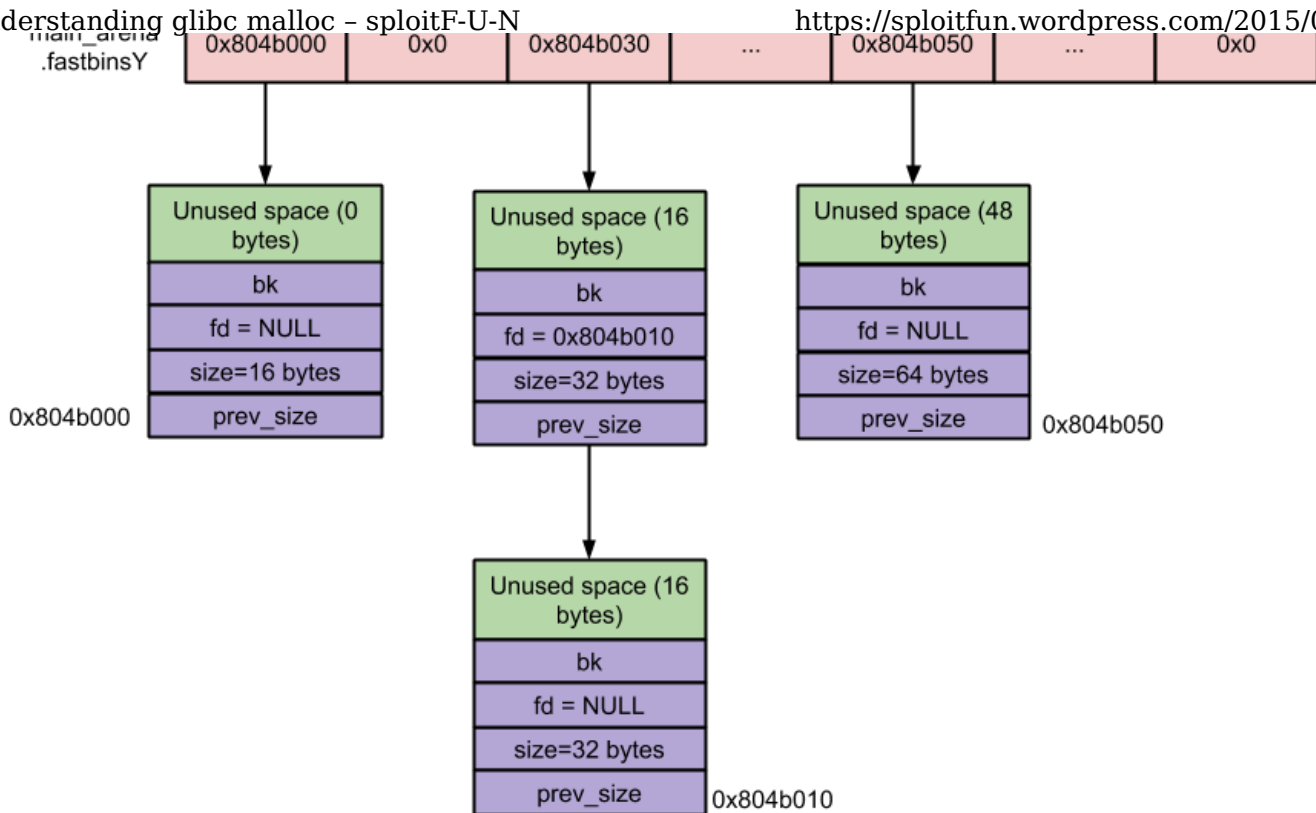 derstanding glibc malloc – sploitF-U-N
https://sploitfun.wordpress.com/2015/0
main_arena
.fastbinsY
0x804b000
0x0
0x804b030
...
0x804b050
...
0x0
Unused space (0
bytes)
bk
fd = NULL
size=16 bytes
prev_size
0x804b000
Unused space (16
bytes)
bk
fd = 0x804b010
size=32 bytes
prev_size
Unused space (48
bytes)
bk
fd = NULL
size=64 bytes
prev_size
0x804b050
Unused space (16
bytes)
bk
fd = NULL
size=32 bytes
prev_size
0x804b010